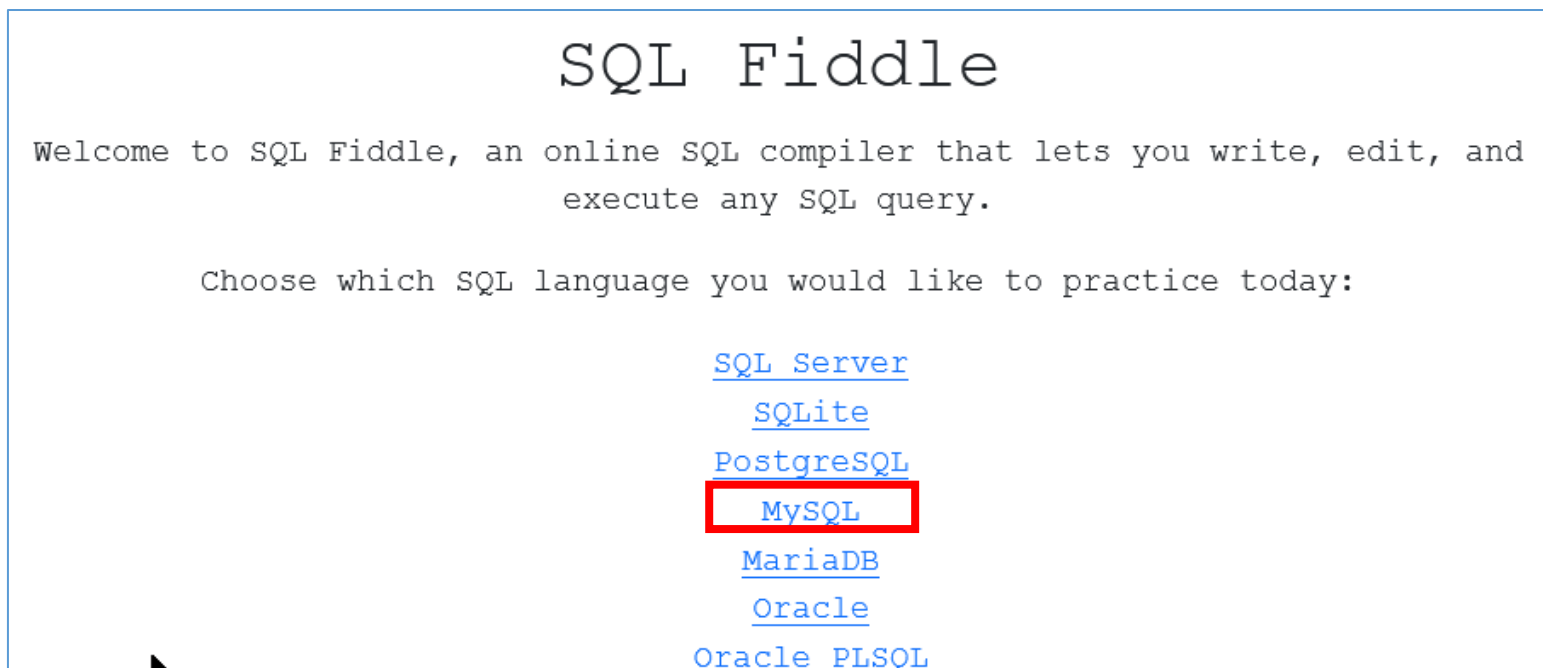 SQL Fiddle
Welcome to SQL Fiddle, an online SQL compiler that lets you write, edit, and
execute any SQL query.
Choose which SQL language you would like to practice today:
SQL Server
SQLite
PostgreSQL
MySQL
MariaDB
Oracle
Oracle PLSQL